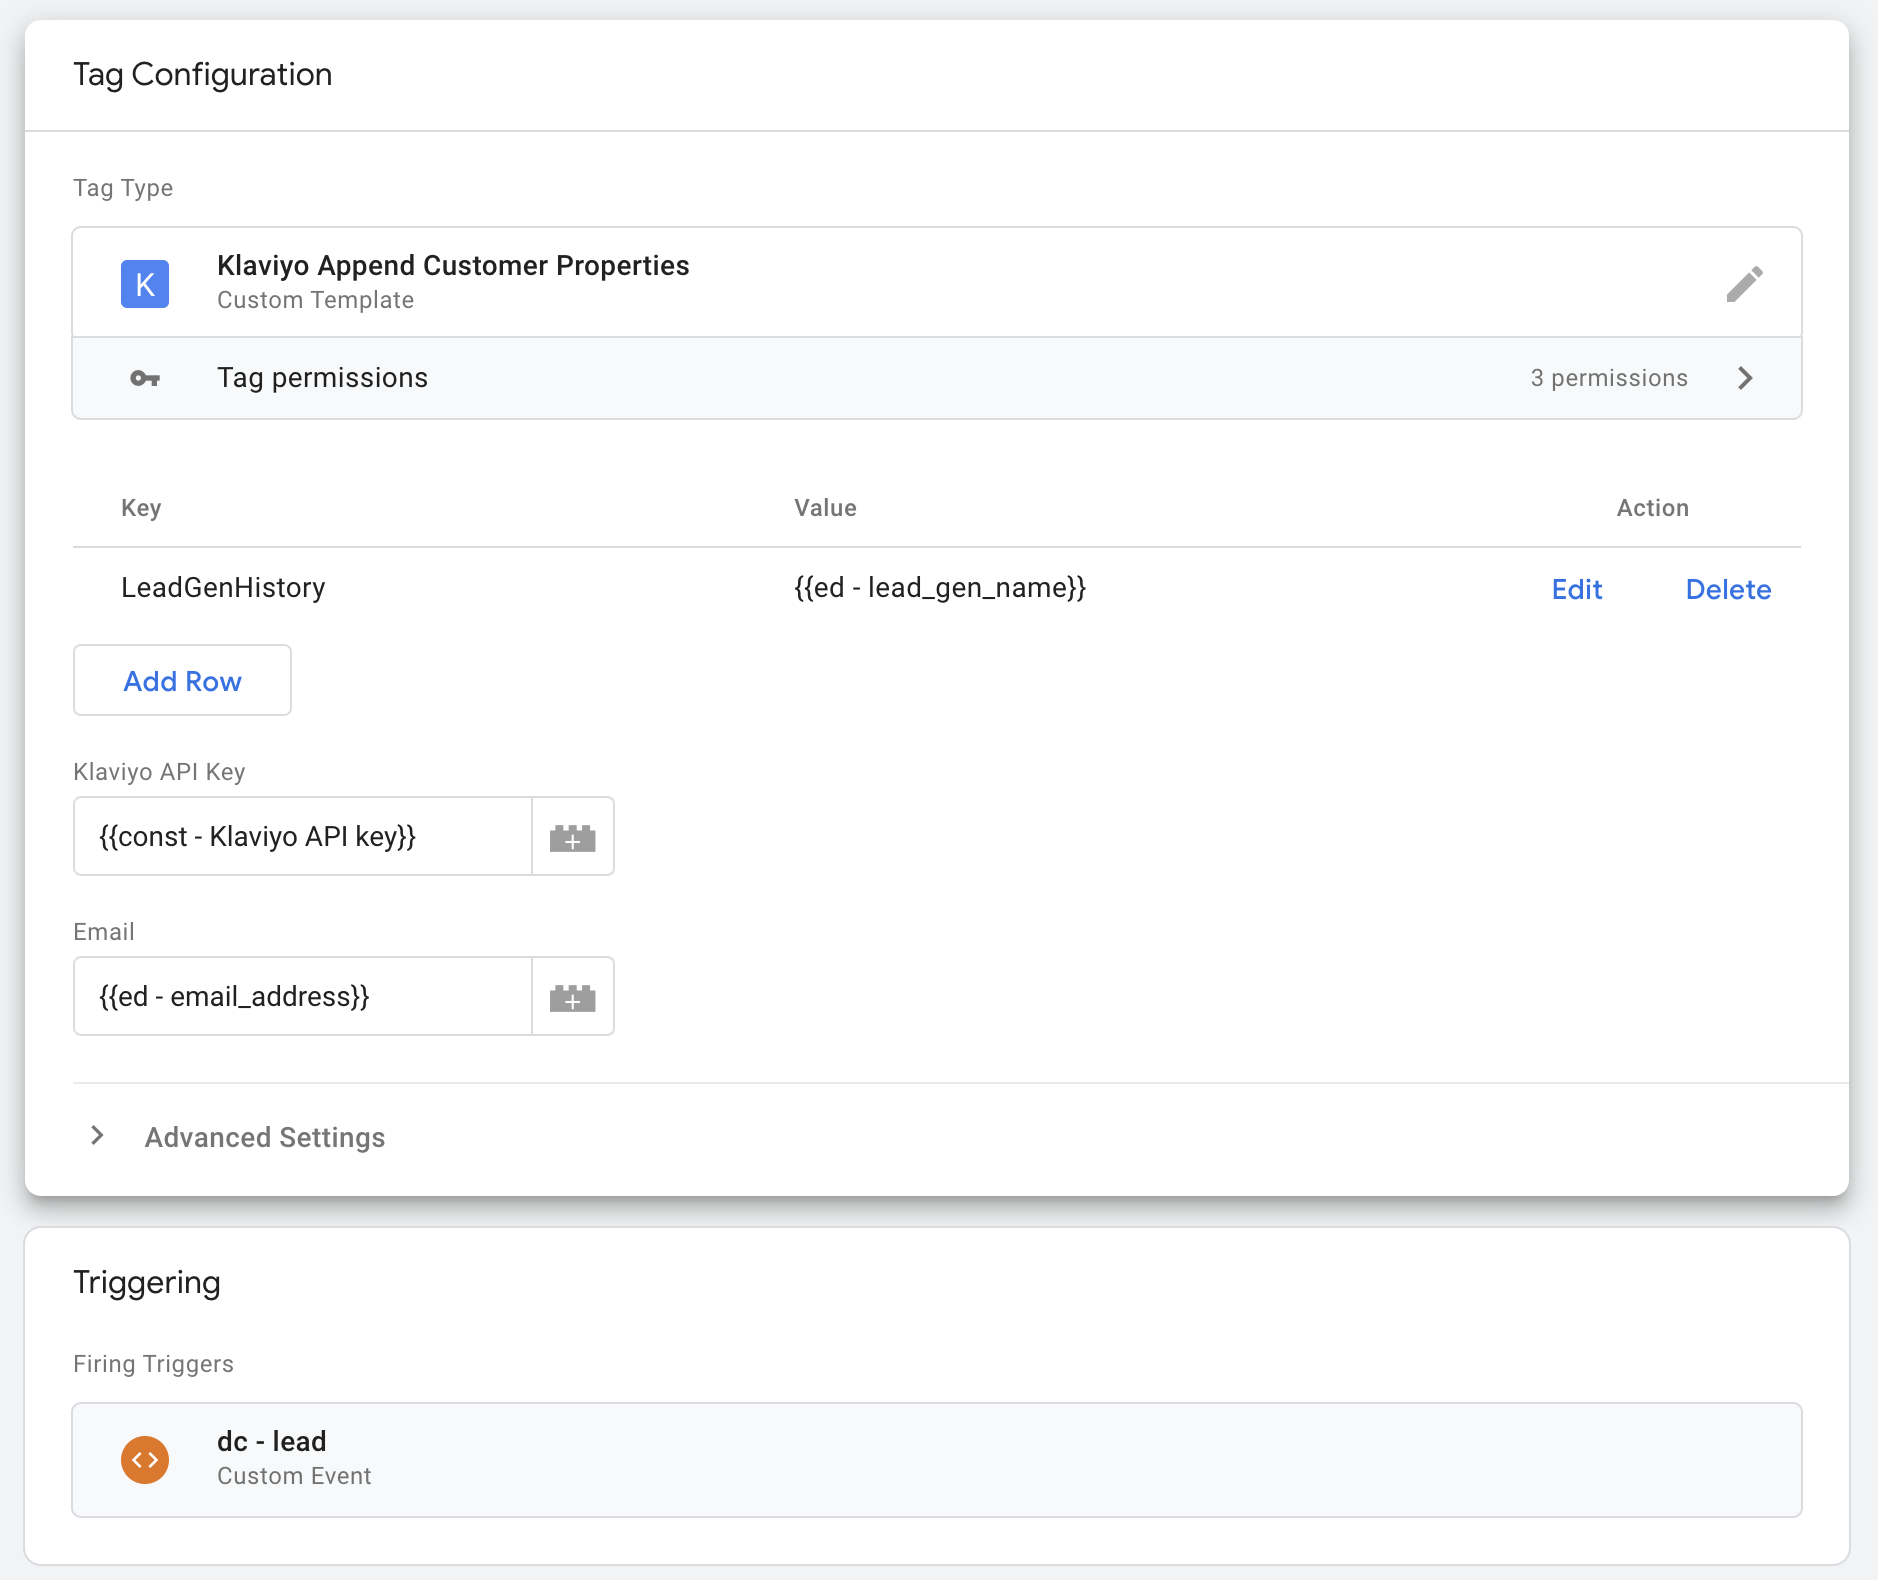 Tag Configuration
Tag Type
K
Klaviyo Append Customer Properties
Custom Template
Tag permissions
3 permissions
Key Value Action
LeadGenHistory {{ed - lead_gen_name}} Edit Delete
Add Row
Klaviyo API Key
{{const - Klaviyo API key}}
Email
{{ed - email_address}}
Advanced Settings
Triggering
Firing Triggers
dc - lead
Custom Event